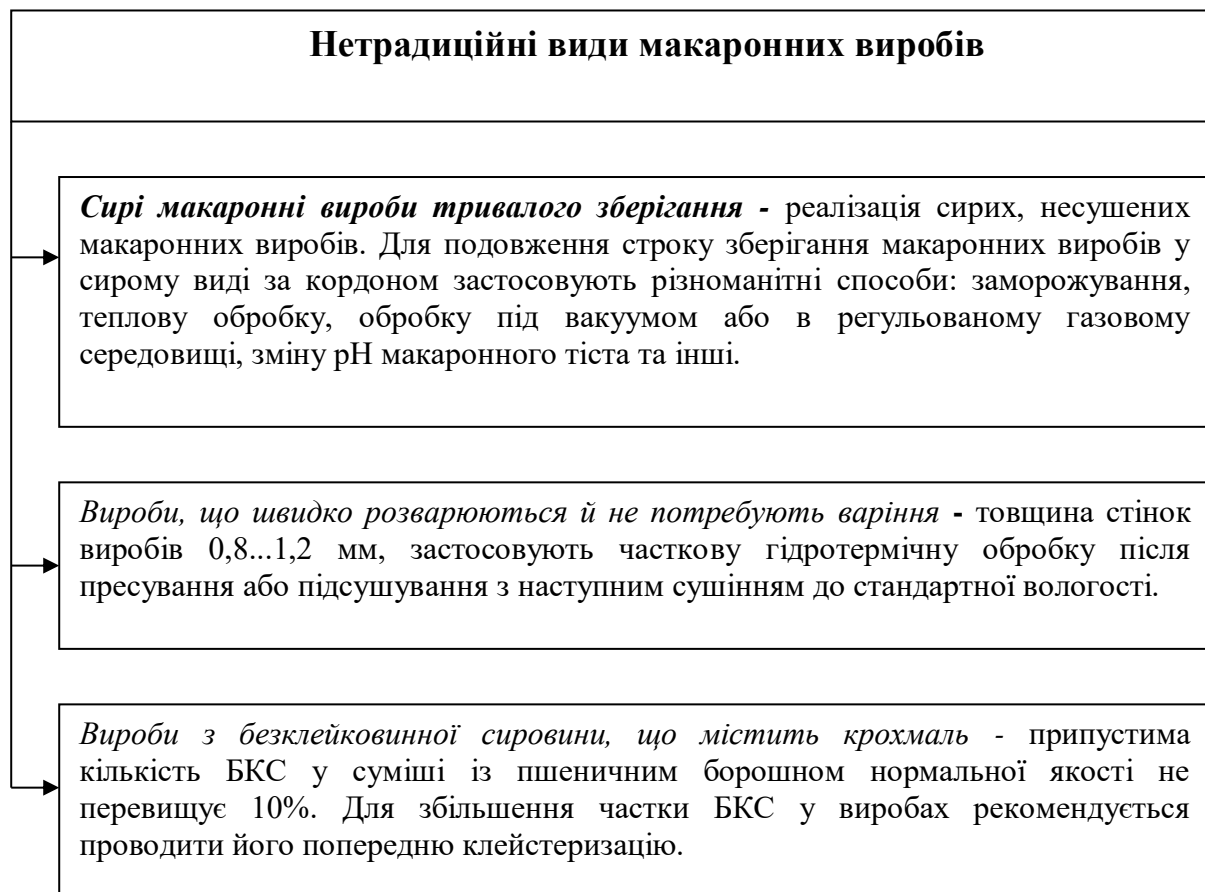 Нетрадиційні види макаронних виробів
Сирі макаронні вироби тривалого зберігання - реалізація сирих, несушених
макаронних виробів. Для подовження строку зберігання макаронних виробів у
сирому виді за кордоном застосовують різноманітні способи: заморожування,
теплову обробку, обробку під вакуумом або в регульованому газовому
середовищі, зміну рН макаронного тіста та інші.
Вироби, що швидко розварюються й не потребують варіння - товщина стінок
виробів 0,8...1,2 мм, застосовують часткову гідротермічну обробку після
пресування або підсушування з наступним сушінням до стандартної вологості.
Вироби з безклейковинної сировини, що містить крохмаль - припустима
кількість БКС у суміші із пшеничним борошном нормальної якості не
перевищує 10%. Для збільшення частки БКС у виробах рекомендується
проводити його попередню клейстеризацію.